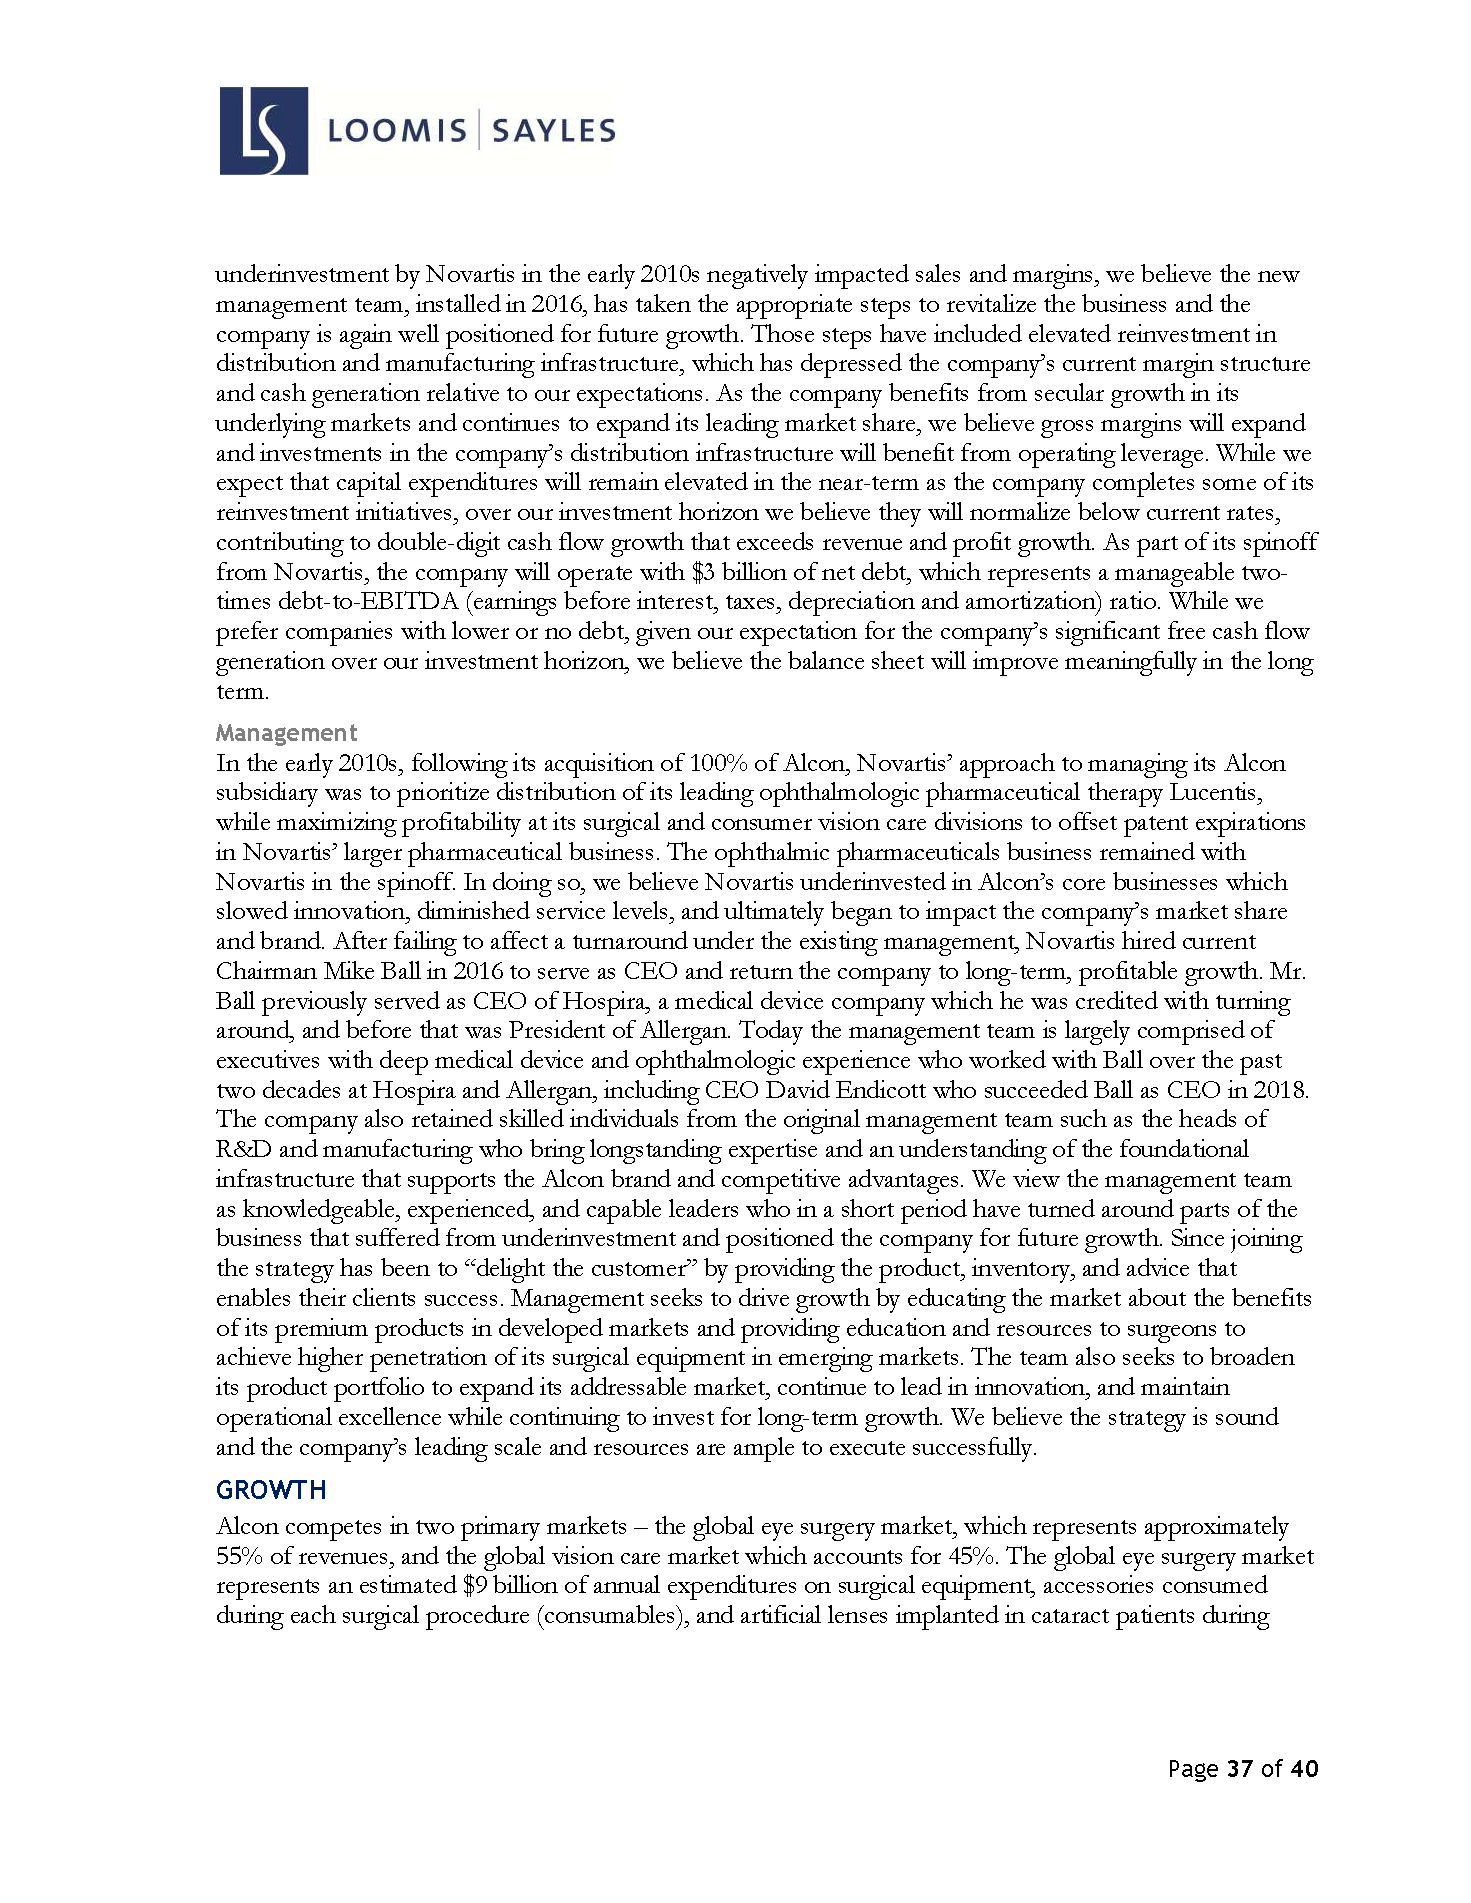 LS LOOMIS | SAYLES
underinvestment by Novartis in the early 2010s negatively impacted sales and margins, we believe the new
management team, installed in 2016, has taken the appropriate steps to revitalize the business and the
company is again well positioned for future growth. Those steps have included elevated reinvestment in
distribution and manufacturing infrastructure, which has depressed the company’s current margin structure
and cash generation relative to our expectations. As the company benefits from secular growth in its
underlying markets and continues to expand its leading market share, we believe gross margins will expand
and investments in the company’s distribution infrastructure will benefit from operating leverage. While we
expect that capital expenditures will remain elevated in the near-term as the company completes some of its
reinvestment initiatives, over our investment horizon we believe they will normalize below current rates,
contributing to double-digit cash flow growth that exceeds revenue and profit growth. As part of its spinoff
from Novartis, the company will operate with $3 billion of net debt, which represents a manageable two-
times debt-to-EBITDA (earnings before interest, taxes, depreciation and amortization) ratio. While we
prefer companies with lower or no debt, given our expectation for the company’s significant free cash flow
generation over our investment horizon, we believe the balance sheet will improve meaningfully in the long
term.
Management
In the early 2010s, following its acquisition of 100% of Alcon, Novartis’ approach to managing its Alcon
subsidiary was to prioritize distribution of its leading ophthalmologic pharmaceutical therapy Lucentis,
while maximizing profitability at its surgical and consumer vision care divisions to offset patent expirations
in Novartis’ larger pharmaceutical business. The ophthalmic pharmaceuticals business remained with
Novartis in the spinoff. In doing so, we believe Novartis underinvested in Alcon’s core businesses which
slowed innovation, diminished service levels, and ultimately began to impact the company’s market share
and brand. After failing to affect a turnaround under the existing management, Novartis hired current
Chairman Mike Ball in 2016 to serve as CEO and return the company to long-term, profitable growth. Mr.
Ball previously served as CEO of Hospira, a medical device company which he was credited with turning
around, and before that was President of Allergan. Today the management team is largely comprised of
executives with deep medical device and ophthalmologic experience who worked with Ball over the past
two decades at Hospira and Allergan, including CEO David Endicott who succeeded Ball as CEO in 2018.
The company also retained skilled individuals from the original management team such as the heads of
R&D and manufacturing who bring longstanding expertise and an understanding of the foundational
infrastructure that supports the Alcon brand and competitive advantages. We view the management team
as knowledgeable, experienced, and capable leaders who in a short period have turned around parts of the
business that suffered from underinvestment and positioned the company for future growth. Since joining
the strategy has been to “delight the customer” by providing the product, inventory, and advice that
enables their clients success. Management seeks to drive growth by educating the market about the benefits
of its premium products in developed markets and providing education and resources to surgeons to
achieve higher penetration of its surgical equipment in emerging markets. The team also seeks to broaden
its product portfolio to expand its addressable market, continue to lead in innovation, and maintain
operational excellence while continuing to invest for long-term growth. We believe the strategy is sound
and the company’s leading scale and resources are ample to execute successfully.
GROWTH
Alcon competes in two primary markets – the global eye surgery market, which represents approximately
55% of revenues, and the global vision care market which accounts for 45%. The global eye surgery market
represents an estimated $9 billion of annual expenditures on surgical equipment, accessories consumed
during each surgical procedure (consumables), and artificial lenses implanted in cataract patients during
Page 37 of 40